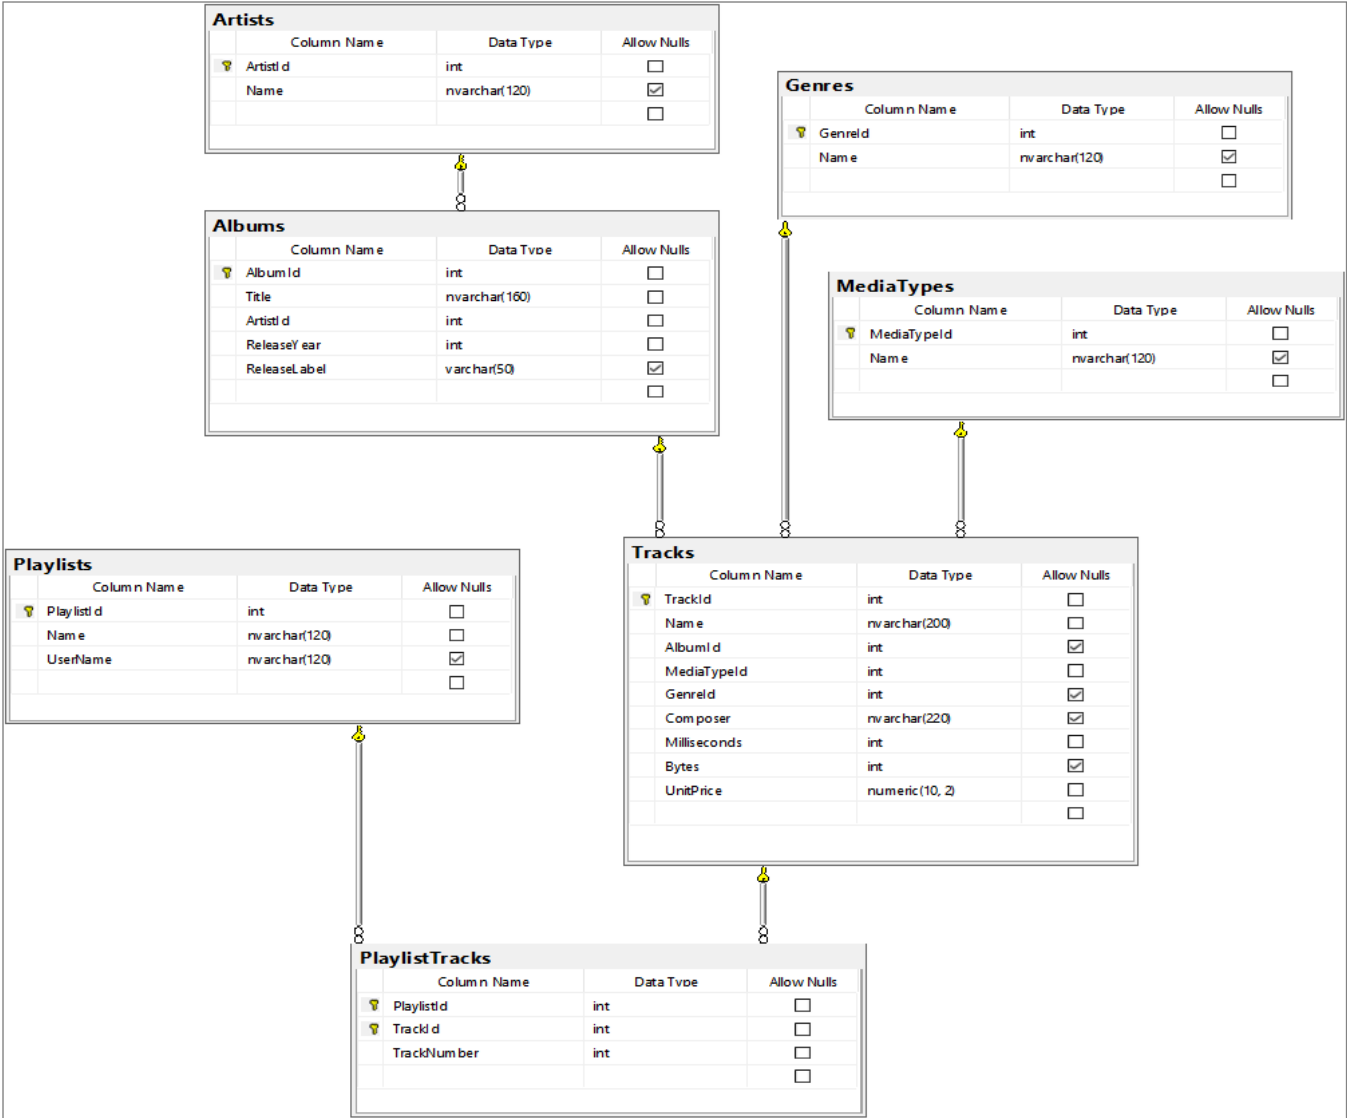 Artists
Column Name Data Type Allow Nulls
ArtistId int
Name nvarchar(120)
Genres
Column Name Data Type Allow Nulls
GenreId int
Name nvarchar(120)
Albums
Column Name Data Type Allow Nulls
AlbumId int
Title nvarchar(160)
ArtistId int
ReleaseYear int
ReleaseLabel varchar(50)
MediaTypes
Column Name Data Type Allow Nulls
MediaTypeId int
Name nvarchar(120)
Playlists
Column Name Data Type Allow Nulls
PlaylistId int
Name nvarchar(120)
UserName nvarchar(120)
Tracks
Column Name Data Type Allow Nulls
TrackId int
Name nvarchar(200)
AlbumId int
MediaTypeId int
GenreId int
Composer nvarchar(220)
Milliseconds int
Bytes int
UnitPrice numeric(10, 2)
PlaylistTracks
Column Name Data Type Allow Nulls
PlaylistId int
TrackId int
TrackNumber int